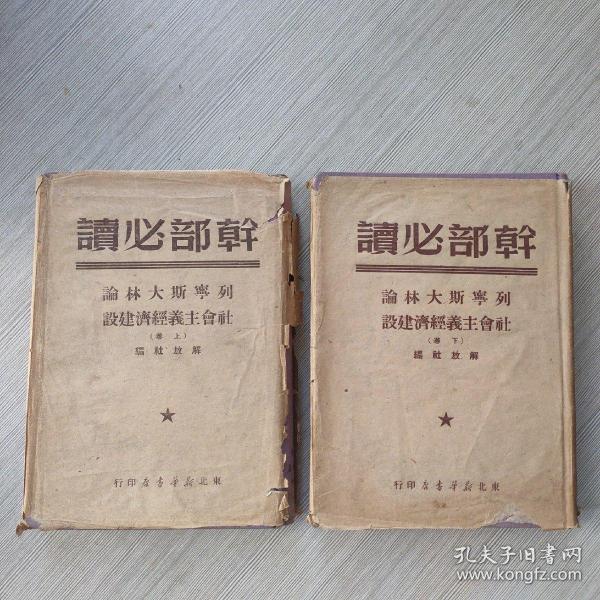 幹部必讀
列寧斯大林論
社會主義經濟建設
(上卷)
解放社編
東北新華書店印行
幹部必讀
列寧斯大林論
社會主義經濟建設
(下卷)
解放社編
東北新華書店印行
孔夫子旧书网
www.kongfz.com